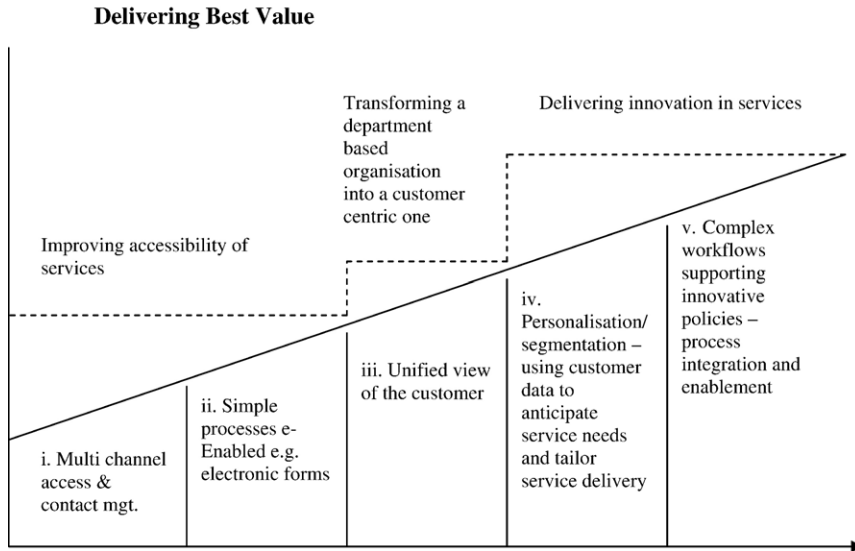 Delivering Best Value
Transforming a
department
based
organisation
into a customer
centric one
Delivering innovation in services
Improving accessibility of
services
i. Multi channel
access &
contact mgt.
ii. Simple
processes e-
Enabled e.g.
electronic forms
iii. Unified view
of the customer
iv.
Personalisation/
segmentation –
using customer
data to
anticipate
service needs
and tailor
service delivery
v. Complex
workflows
supporting
innovative
policies –
process
integration and
enablement